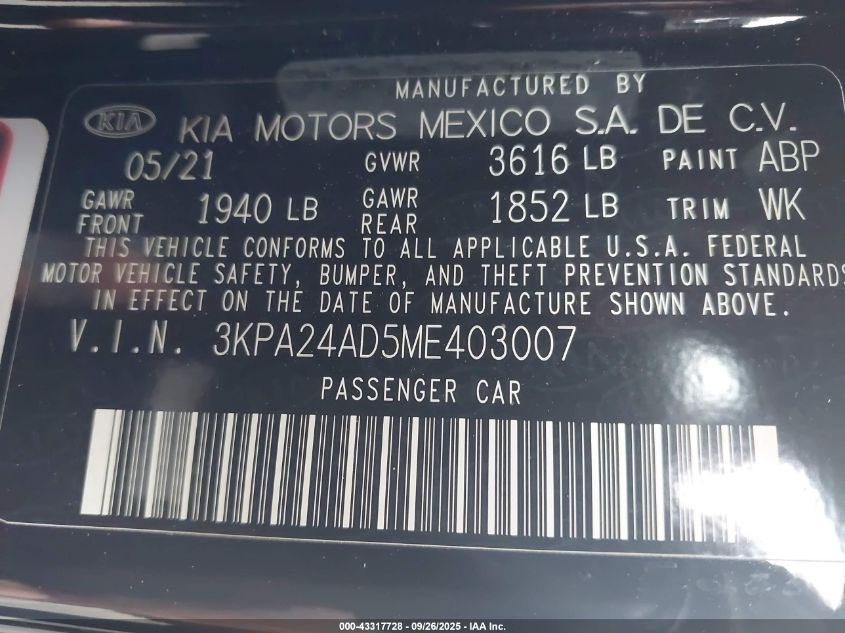 MANUFACTURED BY
KIA KIA MOTORS MEXICO S.A. DE C.V.
05/21 GVWR 3616 LB PAINT ABP
GAWR FRONT 1940 LB GAWR REAR 1852 LB TRIM WK
THIS VEHICLE CONFORMS TO ALL APPLICABLE U.S.A. FEDERAL
MOTOR VEHICLE SAFETY, BUMPER, AND THEFT PREVENTION STANDARDS
IN EFFECT ON THE DATE OF MANUFACTURE SHOWN ABOVE.
V.I.N. 3KPA24AD5ME403007
PASSENGER CAR
000-43317728 - 09/26/2025 - IAA Inc.